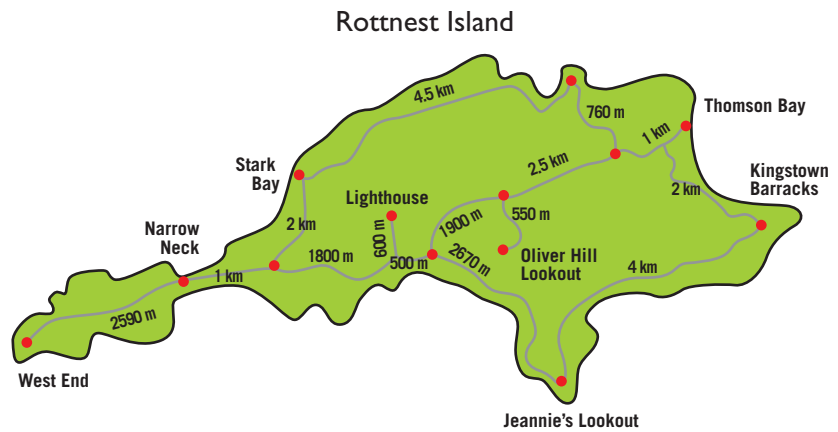 Rottnest Island
4.5 km
760 m
Thomson Bay
1 km
Stark
Bay
2.5 km
Kingstown
Barracks
2 km
Lighthouse
Narrow
Neck
2 km
1900 m
550 m
600 m
1800 m
500 m
2670 m
Oliver Hill
Lookout
4 km
1 km
2590 m
West End
Jeannie's Lookout